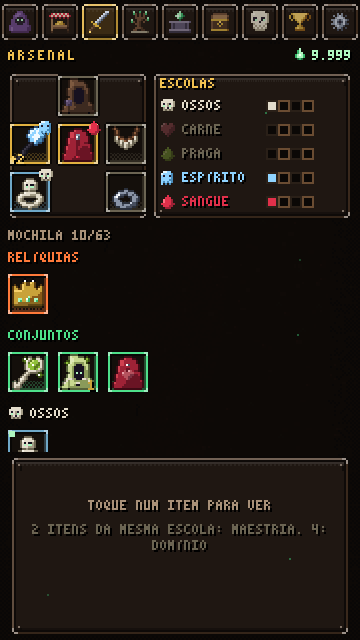 ARSENAL
9.999
ESCOLAS
OSSOS
CARNE
PRAGA
ESPÍRITO
SANGUE
+2
MOCHILA 10/63
RELÍQUIAS
CONJUNTOS
OSSOS
TOQUE NUM ITEM PARA VER
2 ITENS DA MESMA ESCOLA: MAESTRIA. 4:
DOMÍNIO